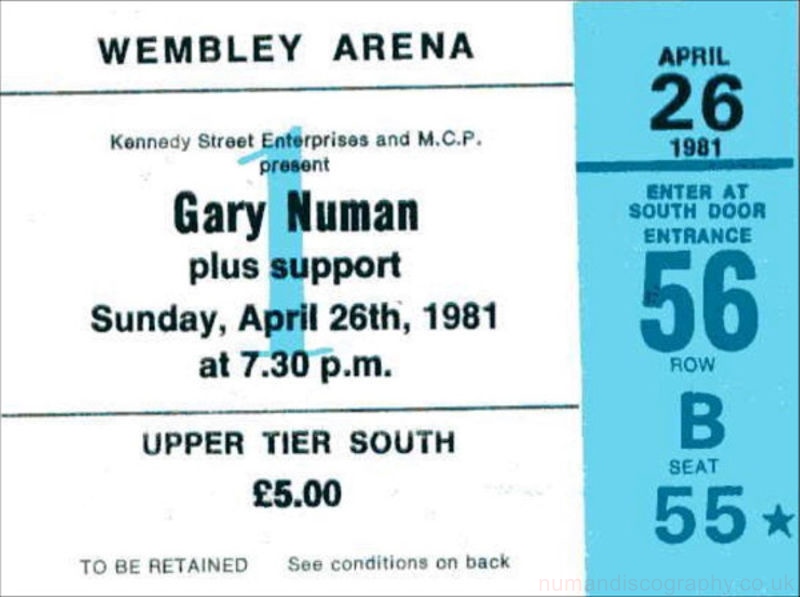 WEMBLEY ARENA
Kennedy Street Enterprises and M.C.P.
present
1
Gary Numan
plus support
Sunday, April 26th, 1981
at 7.30 p.m.
UPPER TIER SOUTH
£5.00
TO BE RETAINED See conditions on back
APRIL
26
1981
ENTER AT
SOUTH DOOR
ENTRANCE
56
ROW
B
SEAT
55 ★
numandiscography.co.uk